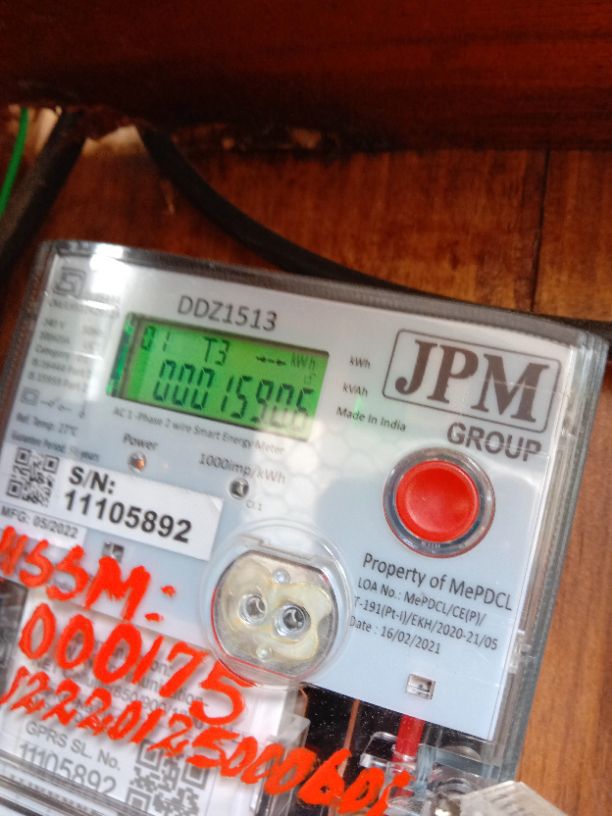 DDZ1513
01 T3 kWh
00015906
kWh
kVAh
Made In India
JPM
GROUP
AC 1-Phase 2 wire Smart Energy Meter
Power
1000imp/kWh
Ref. Temp: 27°C
S/N:
11105892
MFG: 05/2022
Property of MePDCL
LOA No.: MePDCL/CE(P)/
T-191(Pt-I)/EKH/2020-21/05
Date : 16/02/2021
NSSM:
000175
GPRS SL. No.
11105892